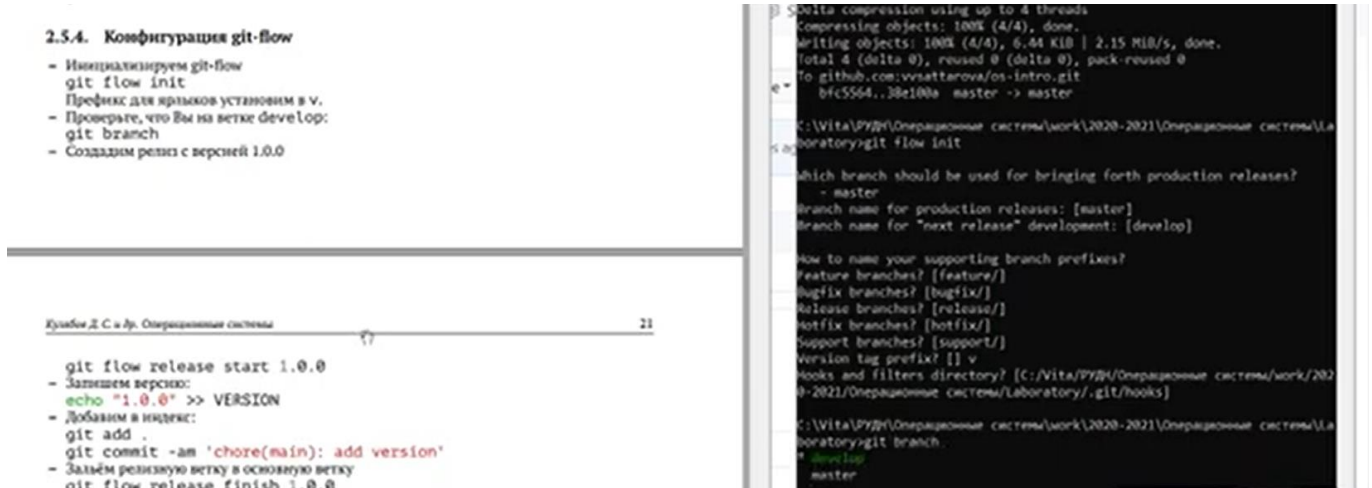 2.5.4. Конфигурация git-flow
– Инициализируем git-flow
git flow init
Префикс для ярлыков установим в v.
– Проверьте, что Вы на ветке develop:
git branch
– Создадим релиз с версией 1.0.0
Кулябов Д. С. и др. Операционные системы
21
git flow release start 1.0.0
– Запишем версию:
echo "1.0.0" >> VERSION
– Добавим в индекс:
git add .
git commit -am 'chore(main): add version'
– Зальём релизную ветку в основную ветку
git flow release finish 1.0.0
Delta compression using up to 4 threads
Compressing objects: 100% (4/4), done.
Writing objects: 100% (4/4), 6.44 KiB | 2.15 MiB/s, done.
Total 4 (delta 0), reused 0 (delta 0), pack-reused 0
To github.com:vvsattarova/os-intro.git
bfc5564..38e100a master -> master
C:\Vita\РУДН\Операционные системы\work\2020-2021\Операционные системы\La
boratory>git flow init
Which branch should be used for bringing forth production releases?
- master
Branch name for production releases: [master]
Branch name for "next release" development: [develop]
How to name your supporting branch prefixes?
Feature branches? [feature/]
Bugfix branches? [bugfix/]
Release branches? [release/]
Hotfix branches? [hotfix/]
Support branches? [support/]
Version tag prefix? [] v
Hooks and filters directory? [C:/Vita/РУДН/Операционные системы/work/202
0-2021/Операционные системы/Laboratory/.git/hooks]
C:\Vita\РУДН\Операционные системы\work\2020-2021\Операционные системы\La
boratory>git branch
* develop
master